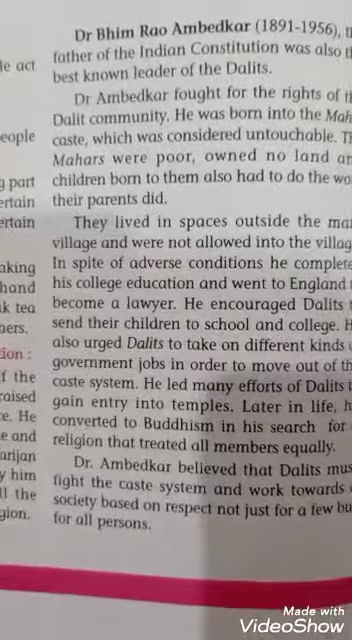 le act
eople
g part
ertain
ertain
aking
hand
k tea
ners.
tion :
f the
raised
e. He
e and
arijan
y him
ll the
gion.
Dr Bhim Rao Ambedkar (1891-1956), t
father of the Indian Constitution was also
best known leader of the Dalits.
Dr Ambedkar fought for the rights of t
Dalit community. He was born into the Mah
caste, which was considered untouchable. T
Mahars were poor, owned no land an
children born to them also had to do the wo
their parents did.
They lived in spaces outside the mai
village and were not allowed into the villag
In spite of adverse conditions he complete
his college education and went to England
become a lawyer. He encouraged Dalits t
send their children to school and college. H
also urged Dalits to take on different kinds
government jobs in order to move out of th
caste system. He led many efforts of Dalits t
gain entry into temples. Later in life, h
converted to Buddhism in his search for
religion that treated all members equally.
Dr. Ambedkar believed that Dalits mus
fight the caste system and work towards
society based on respect not just for a few bu
for all persons.
Made with
VideoShow